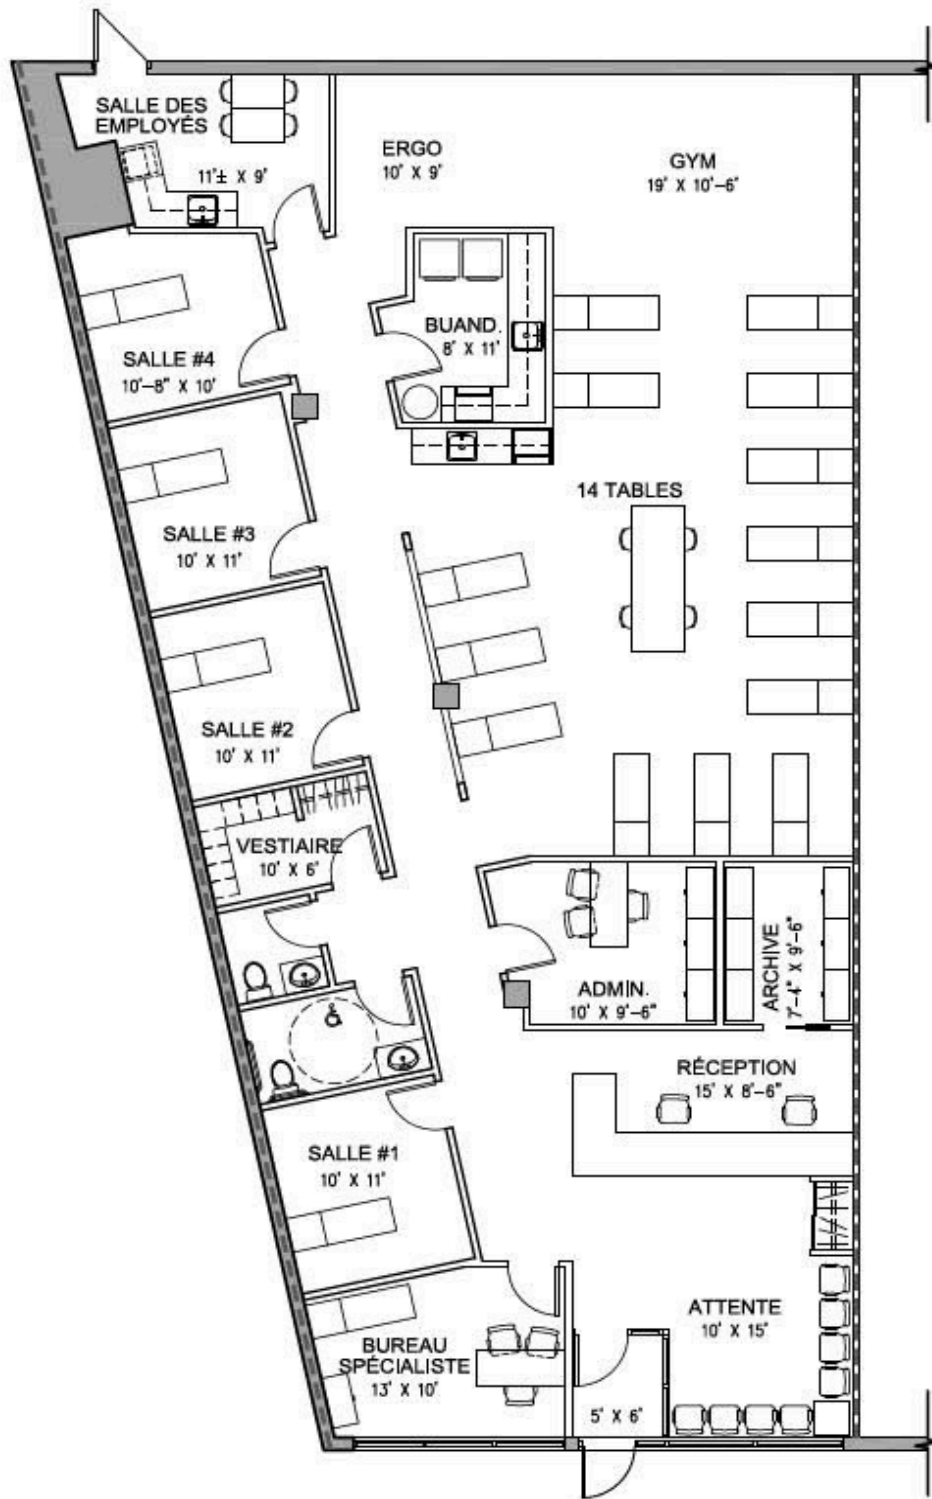 SALLE DES
EMPLOYÉS
11'± X 9'
ERGO
10' X 9'
GYM
19' X 10'-6"
BUAND.
8' X 11'
SALLE #4
10'-8" X 10'
14 TABLES
SALLE #3
10' X 11'
SALLE #2
10' X 11'
VESTIAIRE
10' X 6'
ADMIN.
10' X 9'-6"
ARCHIVE
7'-4" X 9'-6"
RÉCEPTION
15' X 8'-6"
SALLE #1
10' X 11'
ATTENTE
10' X 15'
BUREAU
SPÉCIALISTE
13' X 10'
5' X 6'